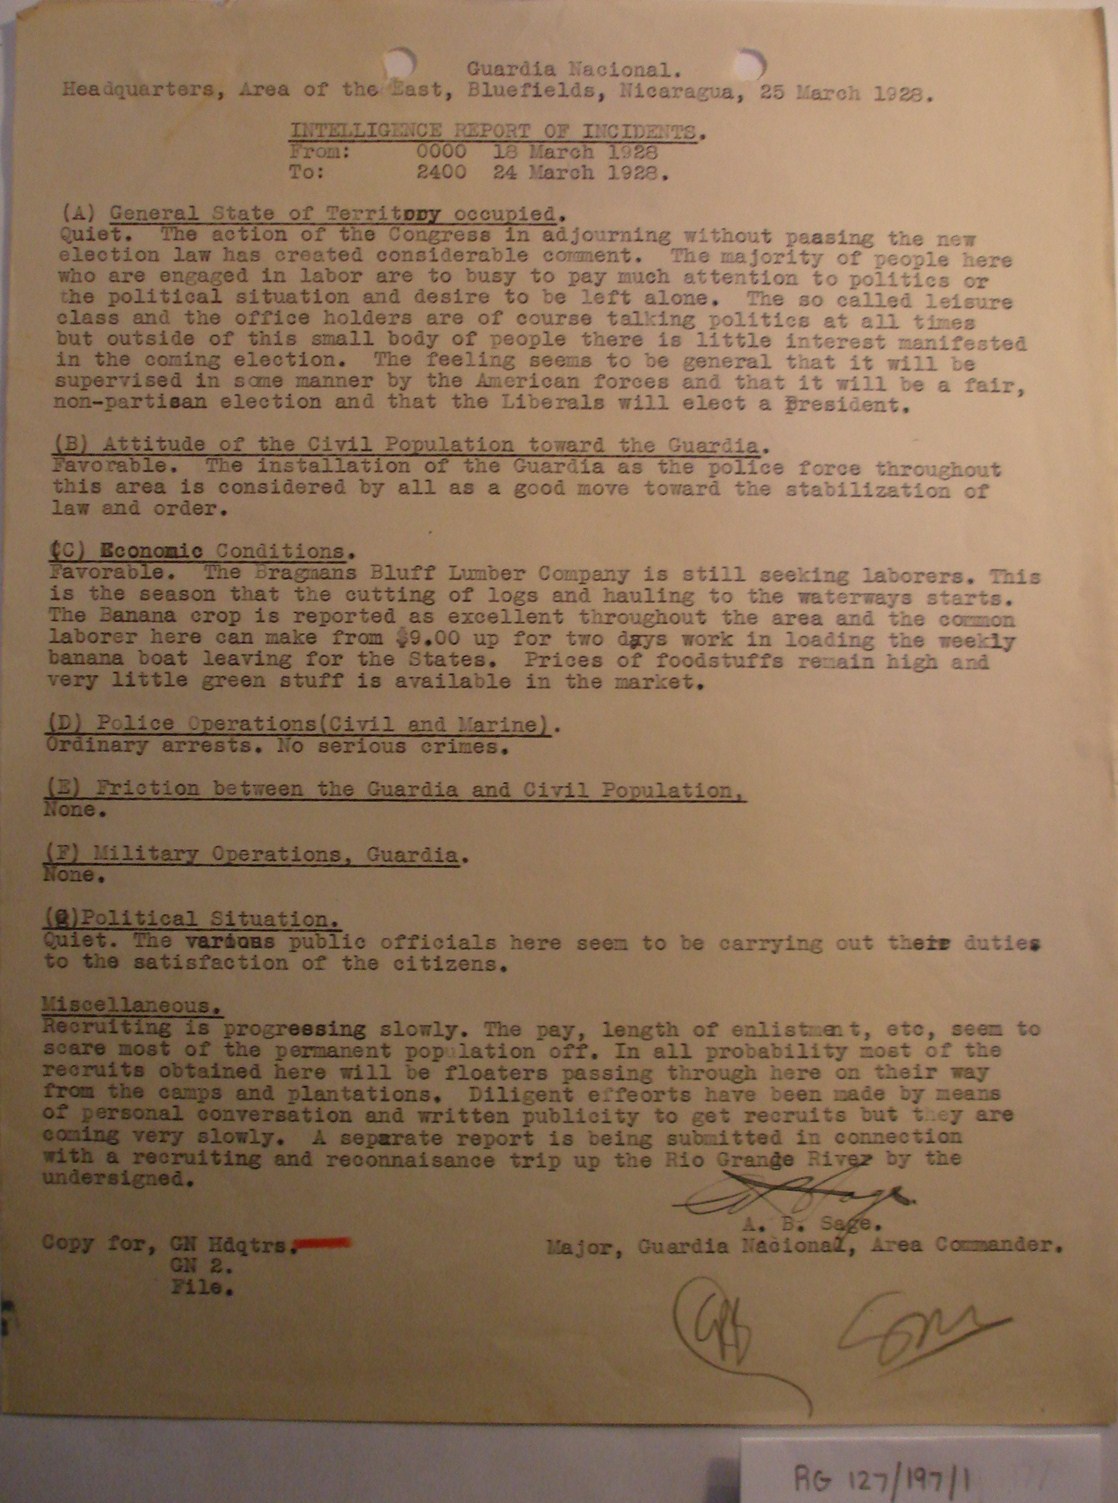 Guardia Nacional.
Headquarters, Area of the East, Bluefields, Nicaragua, 25 March 1928.
INTELLIGENCE REPORT OF INCIDENTS.
From: 0000 18 March 1928
To: 2400 24 March 1928.
(A) General State of Territory occupied.
Quiet. The action of the Congress in adjourning without paasing the new
election law has created considerable comment. The majority of people here
who are engaged in labor are to busy to pay much attention to politics or
the political situation and desire to be left alone. The so called leisure
class and the office holders are of course talking politics at all times
but outside of this small body of people there is little interest manifested
in the coming election. The feeling seems to be general that it will be
supervised in some manner by the American forces and that it will be a fair,
non-partisan election and that the Liberals will elect a President.
(B) Attitude of the Civil Population toward the Guardia.
Favorable. The installation of the Guardia as the police force throughout
this area is considered by all as a good move toward the stabilization of
law and order.
(C) Economic Conditions.
Favorable. The Bragmans Bluff Lumber Company is still seeking laborers. This
is the season that the cutting of logs and hauling to the waterways starts.
The Banana crop is reported as excellent throughout the area and the common
laborer here can make from $9.00 up for two days work in loading the weekly
banana boat leaving for the States. Prices of foodstuffs remain high and
very little green stuff is available in the market.
(D) Police Operations(Civil and Marine).
Ordinary arrests. No serious crimes.
(E) Friction between the Guardia and Civil Population,
None.
(F) Military Operations, Guardia.
None.
(G)Political Situation.
Quiet. The various public officials here seem to be carrying out their duties
to the satisfaction of the citizens.
Miscellaneous.
Recruiting is progressing slowly. The pay, length of enlistment, etc, seem to
scare most of the permanent population off. In all probability most of the
recruits obtained here will be floaters passing through here on their way
from the camps and plantations. Diligent effeorts have been made by means
of personal conversation and written publicity to get recruits but they are
coming very slowly. A separate report is being submitted in connection
with a recruiting and reconnaisance trip up the Rio Grange River by the
undersigned.
A. B. Sage.
Copy for, GN Hdqtrs. Major, Guardia Nacional, Area Commander.
GN 2.
File.
RG 127/197/1